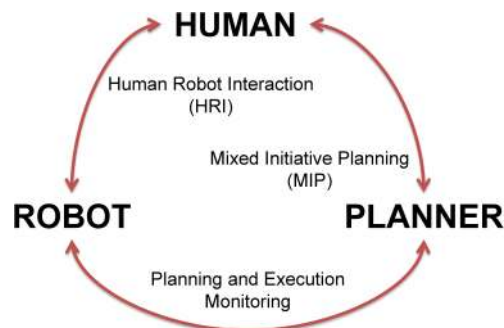 HUMAN
Human Robot Interaction
(HRI)
Mixed Initiative Planning
(MIP)
ROBOT
PLANNER
Planning and Execution
Monitoring